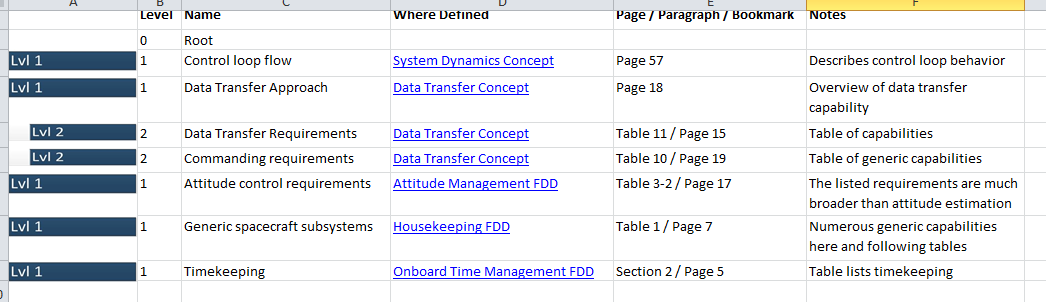 A B C D E F
Level Name Where Defined Page / Paragraph / Bookmark Notes
0 Root
Lvl 1 1 Control loop flow System Dynamics Concept Page 57 Describes control loop behavior
Lvl 1 1 Data Transfer Approach Data Transfer Concept Page 18 Overview of data transfer
capability
Lvl 2 2 Data Transfer Requirements Data Transfer Concept Table 11 / Page 15 Table of capabilities
Lvl 2 2 Commanding requirements Data Transfer Concept Table 10 / Page 19 Table of generic capabilities
Lvl 1 1 Attitude control requirements Attitude Management FDD Table 3-2 / Page 17 The listed requirements are much
broader than attitude estimation
Lvl 1 1 Generic spacecraft subsystems Housekeeping FDD Table 1 / Page 7 Numerous generic capabilities
here and following tables
Lvl 1 1 Timekeeping Onboard Time Management FDD Section 2 / Page 5 Table lists timekeeping